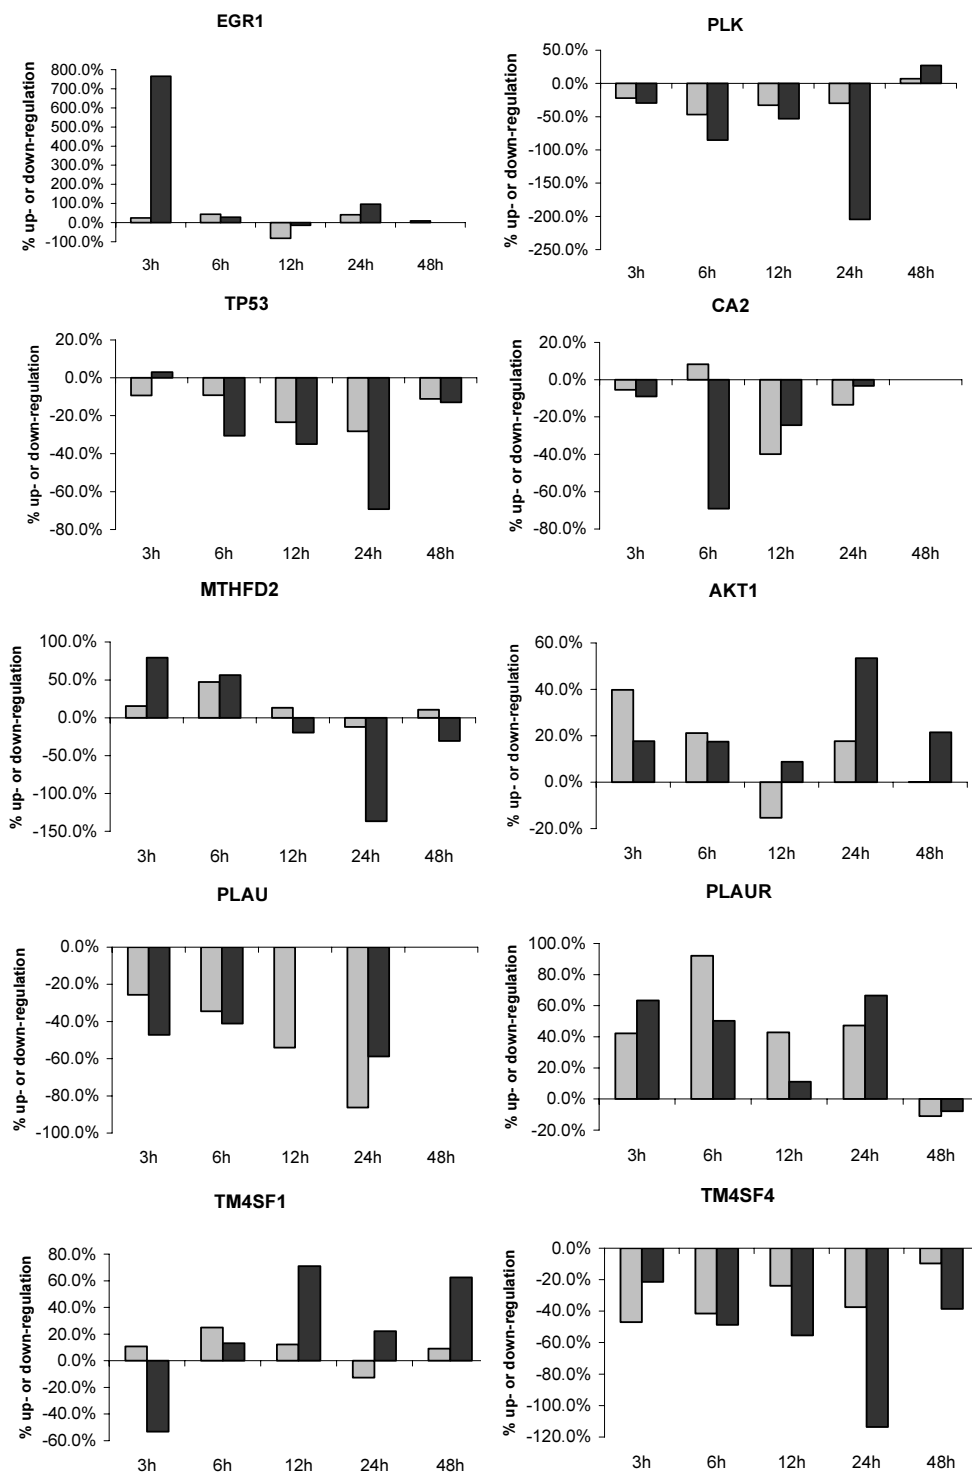 EGR1
% up- or down-regulation
800.0%
700.0%
600.0%
500.0%
400.0%
300.0%
200.0%
100.0%
0.0%
-100.0%
3h 6h 12h 24h 48h
PLK
% up- or down-regulation
50.0%
0.0%
-50.0%
-100.0%
-150.0%
-200.0%
-250.0%
3h 6h 12h 24h 48h
TP53
% up- or down-regulation
20.0%
0.0%
-20.0%
-40.0%
-60.0%
-80.0%
3h 6h 12h 24h 48h
CA2
% up- or down-regulation
20.0%
0.0%
-20.0%
-40.0%
-60.0%
-80.0%
3h 6h 12h 24h 48h
MTHFD2
% up- or down-regulation
100.0%
50.0%
0.0%
-50.0%
-100.0%
-150.0%
3h 6h 12h 24h 48h
AKT1
% up- or down-regulation
60.0%
40.0%
20.0%
0.0%
-20.0%
3h 6h 12h 24h 48h
PLAU
% up- or down-regulation
0.0%
-20.0%
-40.0%
-60.0%
-80.0%
-100.0%
3h 6h 12h 24h 48h
PLAUR
% up- or down-regulation
100.0%
80.0%
60.0%
40.0%
20.0%
0.0%
-20.0%
3h 6h 12h 24h 48h
TM4SF1
% up- or down-regulation
80.0%
60.0%
40.0%
20.0%
0.0%
-20.0%
-40.0%
-60.0%
3h 6h 12h 24h 48h
TM4SF4
% up- or down-regulation
0.0%
-20.0%
-40.0%
-60.0%
-80.0%
-100.0%
-120.0%
3h 6h 12h 24h 48h